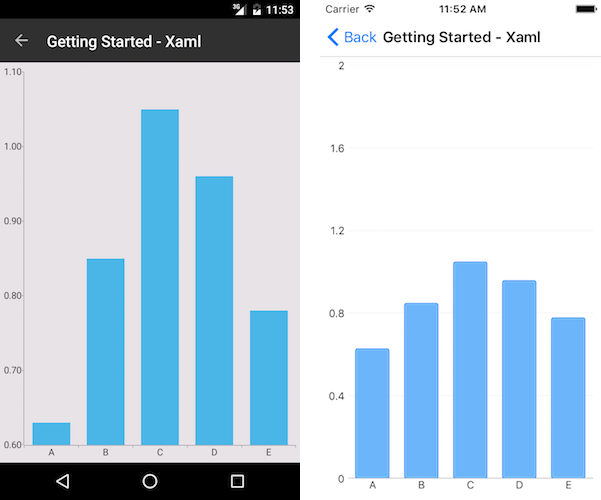 3G 11:53
Getting Started - Xaml
1.10
1.00
0.90
0.80
0.70
0.60
A B C D E
Carrier 11:52 AM
Back Getting Started - Xaml
2
1.6
1.2
0.8
0.4
0
A B C D E